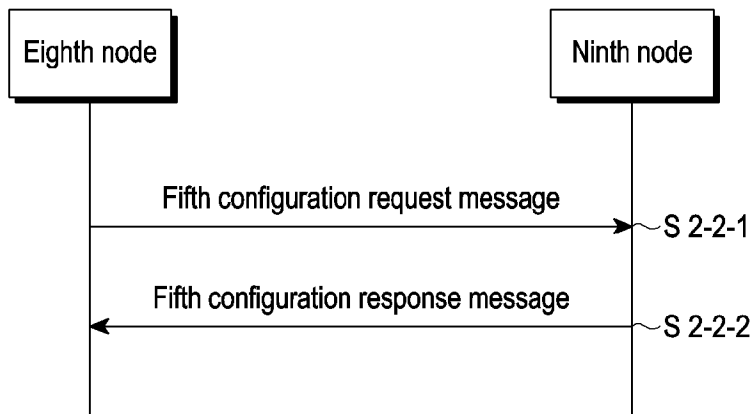 Eighth node
Ninth node
Fifth configuration request message
S 2-2-1
Fifth configuration response message
S 2-2-2